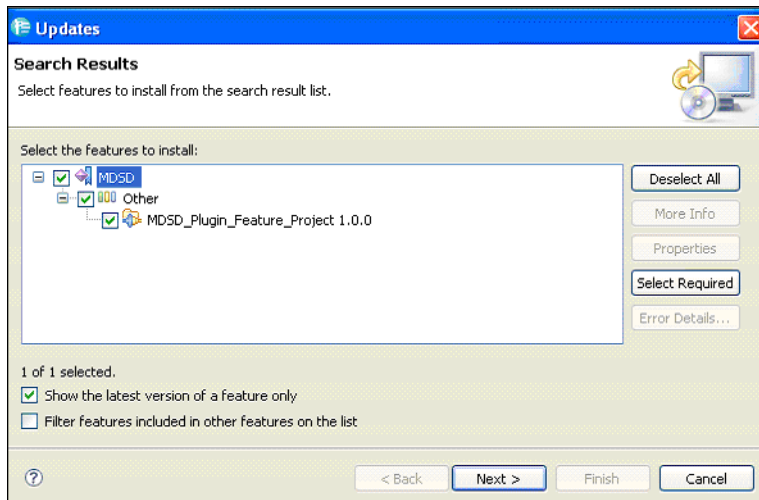 Updates
Search Results
Select features to install from the search result list.
Select the features to install:
MDSD
Other
MDSD_Plugin_Feature_Project 1.0.0
Deselect All
More Info
Properties
Select Required
Error Details...
1 of 1 selected.
Show the latest version of a feature only
Filter features included in other features on the list
? < Back Next > Finish Cancel